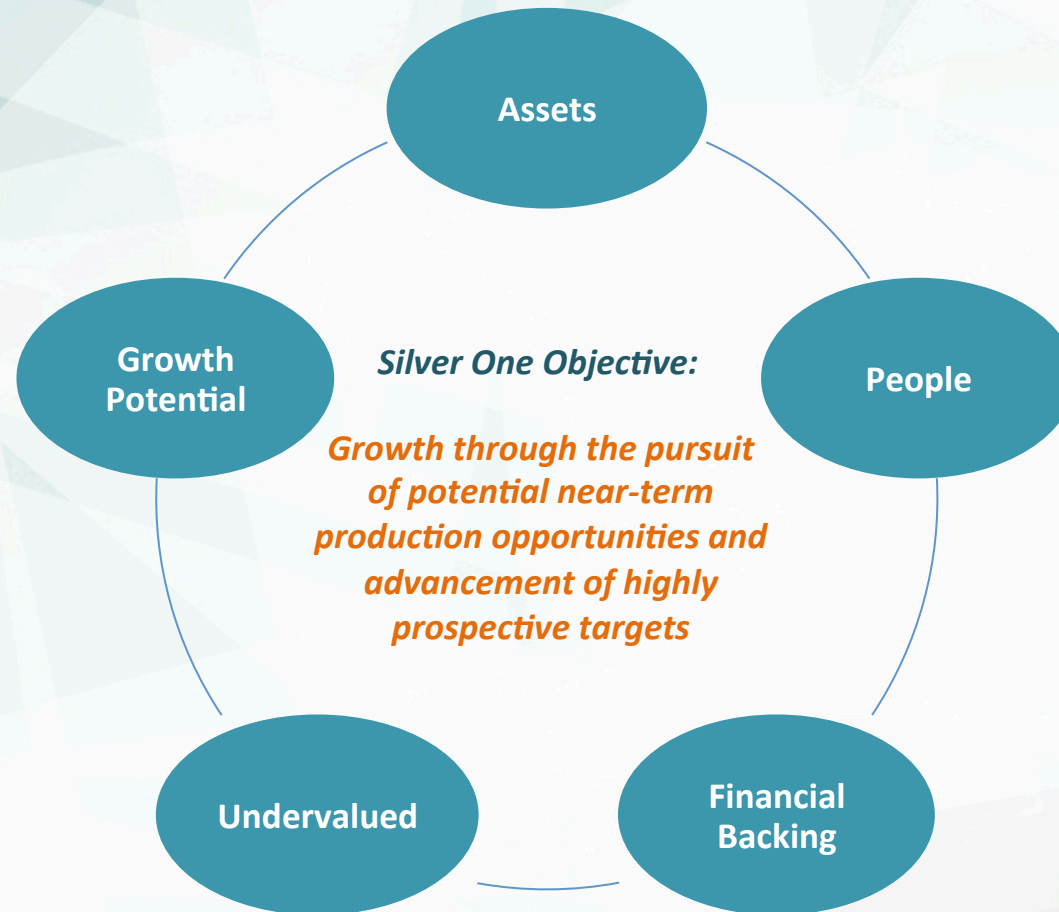 Assets
People
Financial
Backing
Undervalued
Growth
Potential
Silver One Objective:
Growth through the pursuit
of potential near-term
production opportunities and
advancement of highly
prospective targets